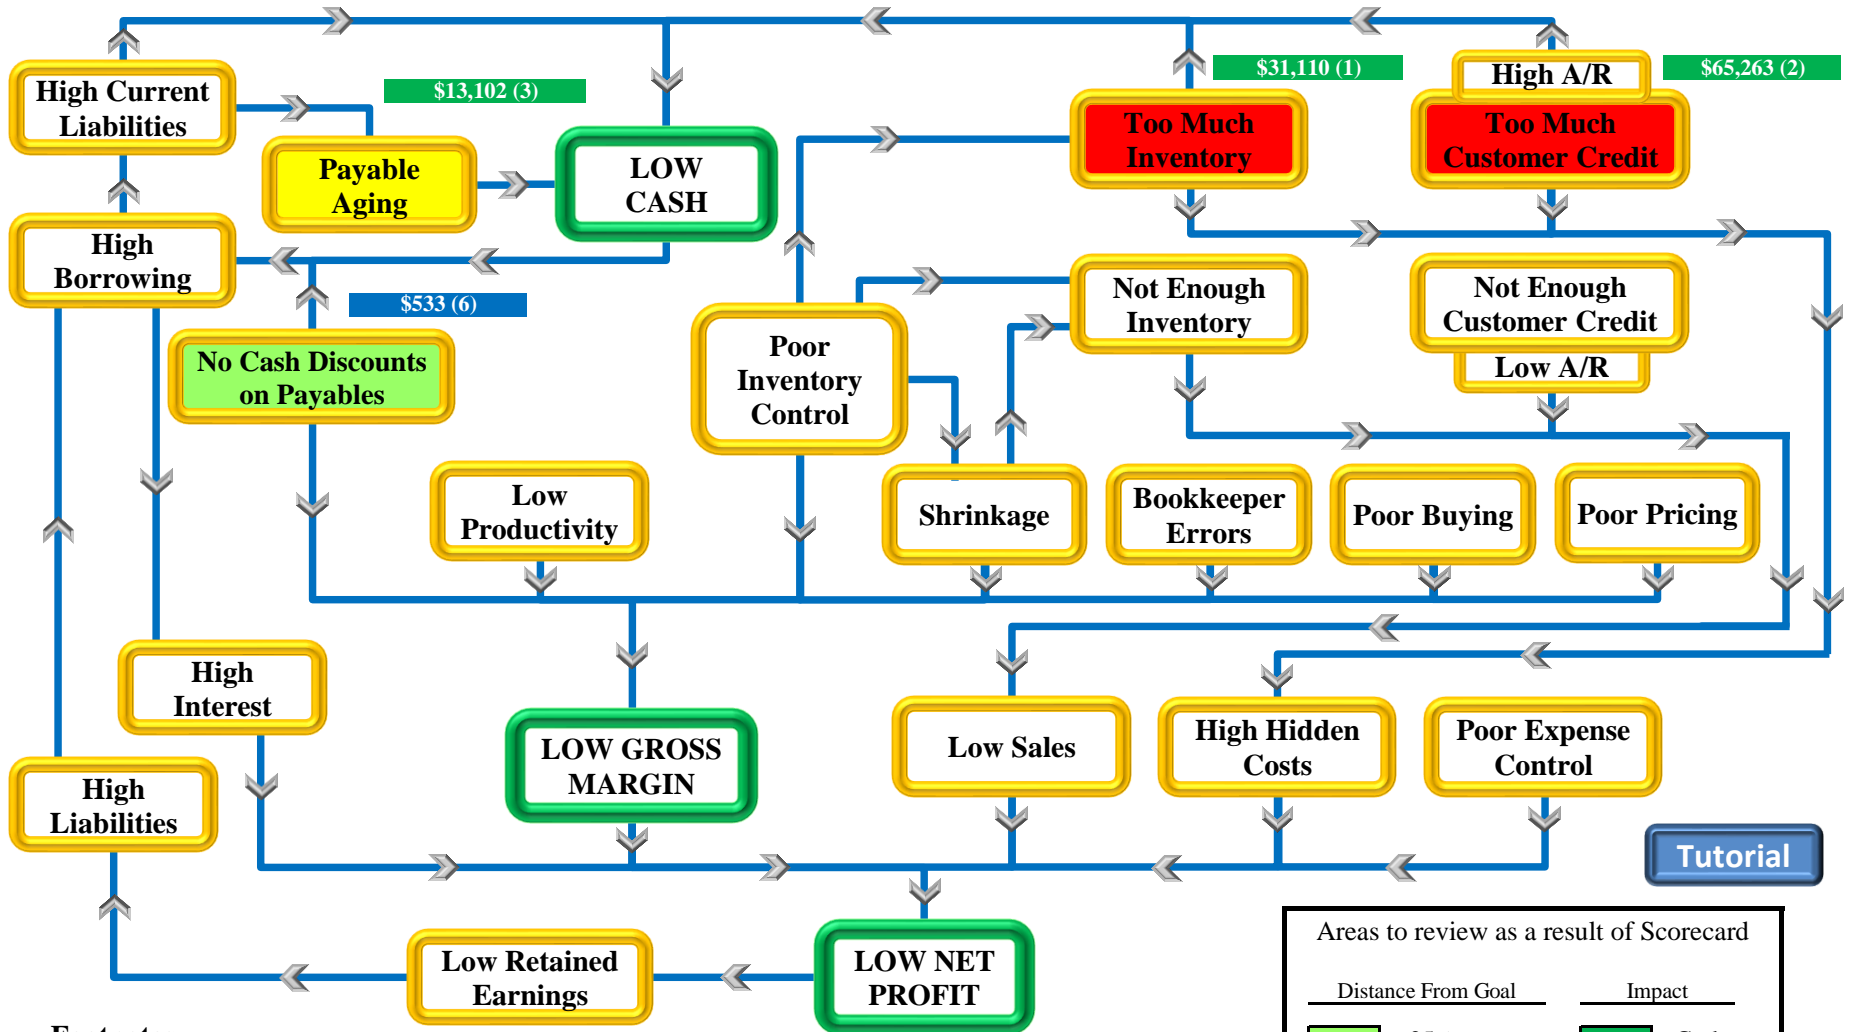 $31,110 (1)
High A/R
$65,263 (2)
High Current
Liabilities
$13,102 (3)
Too Much
Inventory
Too Much
Customer Credit
Payable
Aging
LOW
CASH
High
Borrowing
$533 (6)
Not Enough
Inventory
Not Enough
Customer Credit
Low A/R
No Cash Discounts
on Payables
Poor
Inventory
Control
Low
Productivity
Shrinkage
Bookkeeper
Errors
Poor Buying
Poor Pricing
High
Interest
LOW GROSS
MARGIN
Low Sales
High Hidden
Costs
Poor Expense
Control
High
Liabilities
Tutorial
Low Retained
Earnings
LOW NET
PROFIT
Areas to review as a result of Scorecard
Distance From Goal
Impact